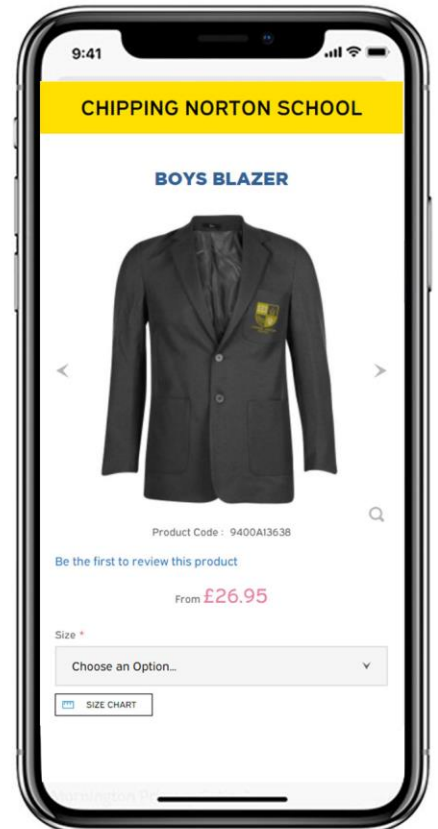 9:41
CHIPPING NORTON SCHOOL
BOYS BLAZER
Product Code : 9400A13638
Be the first to review this product
From £26.95
Size *
Choose an Option...
SIZE CHART